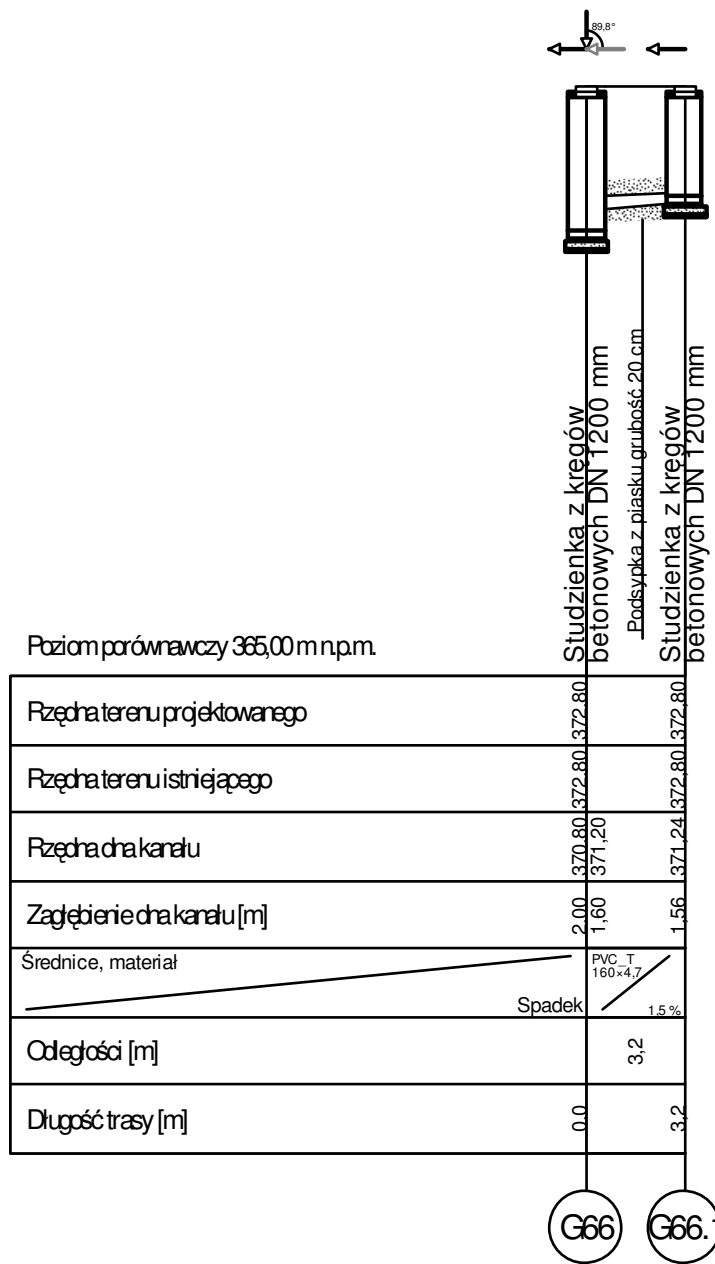 89,8°
Studzienka z kręgów
betonowych DN 1200 mm
Podsypka z piasku grubość 20 cm
Studzienka z kręgów
betonowych DN 1200 mm
Poziom porównawczy 365,00 m n.p.m.
Rzędna terenu projektowanego
372,80
372,80
Rzędna terenu istniejącego
372,80
372,80
Rzędna dna kanału
370,80
371,20
371,24
Zagłębienie dna kanału [m]
2,00
1,60
1,56
Średnice, materiał
PVC_T
160×4,7
Spadek
1,5 %
Odległości [m]
3,2
Długość trasy [m]
0,0
3,2
G66
G66.